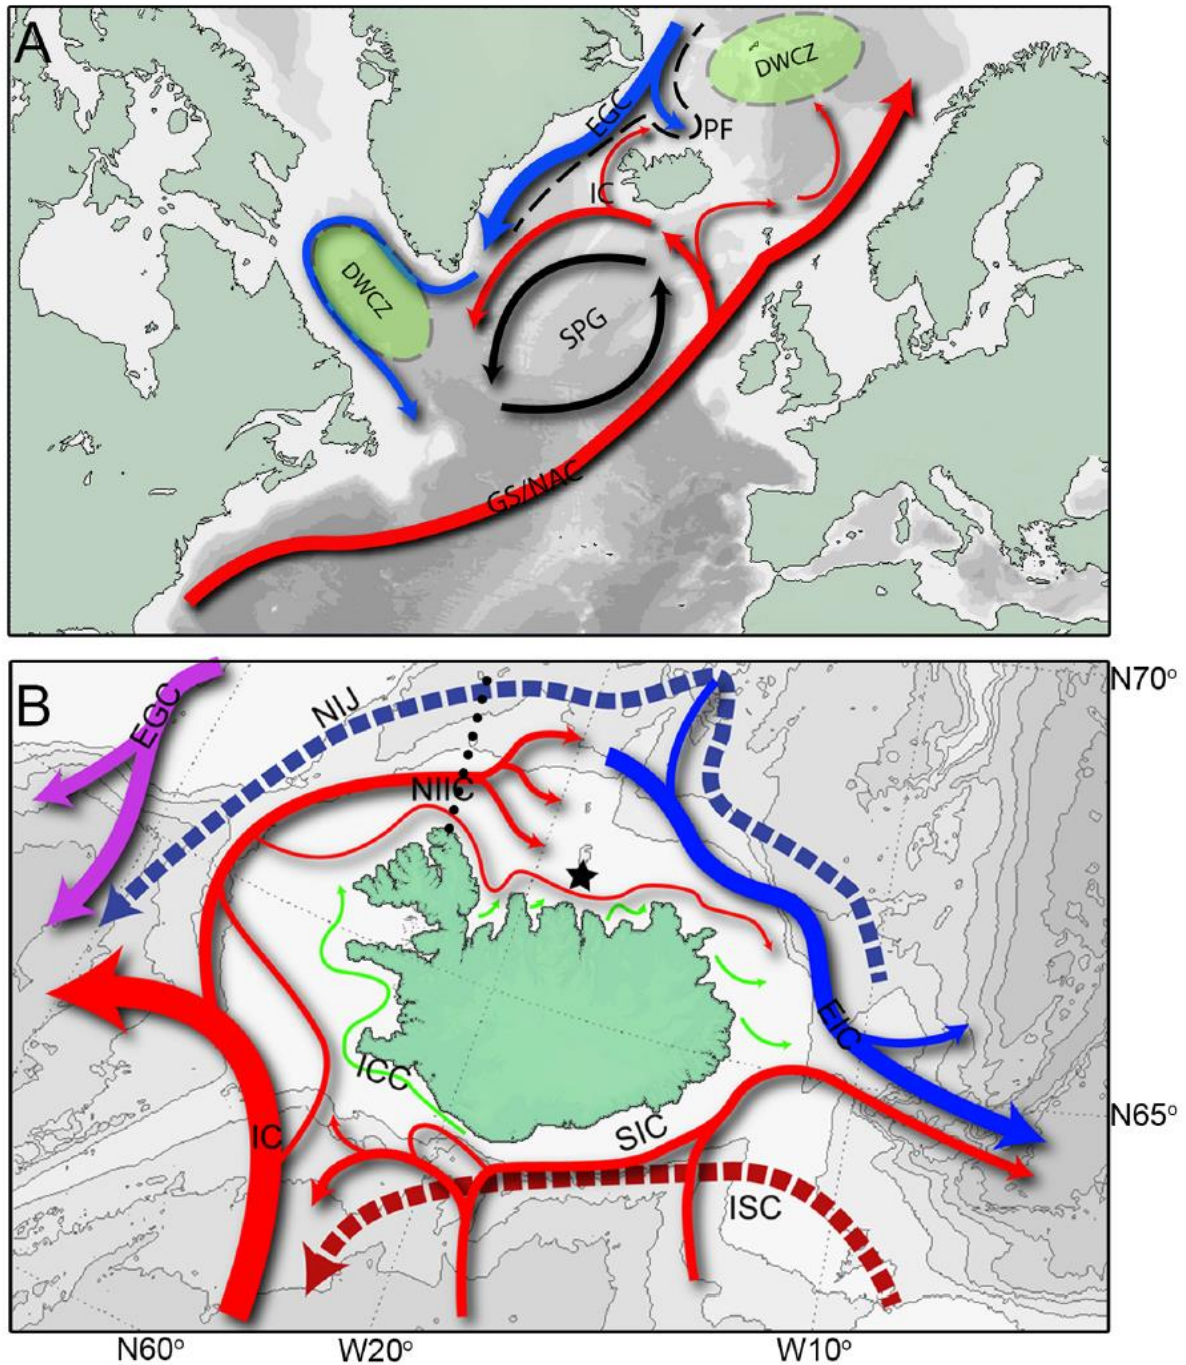 A
DWCZ
EGC
PF
IC
DWCZ
SPG
GS/NAC
B
EGC
NIJ
N70°
NIIC
EIC
ICC
N65°
IC
SIC
ISC
N60°
W20°
W10°